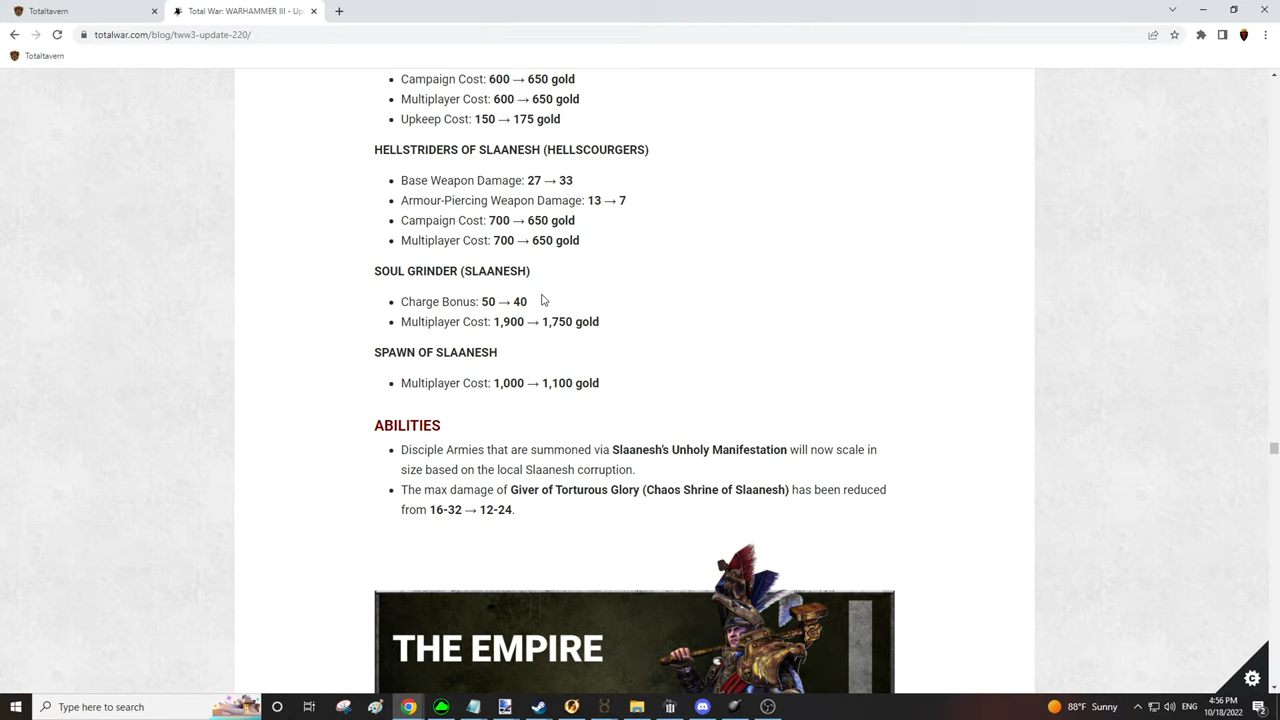 Totaltavern
Total War: WARHAMMER III - Up
totalwar.com/blog/tww3-update-220/
Totaltavern
Campaign Cost: 600 → 650 gold
Multiplayer Cost: 600 → 650 gold
Upkeep Cost: 150 → 175 gold
HELLSTRIDERS OF SLAANESH (HELLSCOURGERS)
Base Weapon Damage: 27 → 33
Armour-Piercing Weapon Damage: 13 → 7
Campaign Cost: 700 → 650 gold
Multiplayer Cost: 700 → 650 gold
SOUL GRINDER (SLAANESH)
Charge Bonus: 50 → 40
Multiplayer Cost: 1,900 → 1,750 gold
SPAWN OF SLAANESH
Multiplayer Cost: 1,000 → 1,100 gold
ABILITIES
Disciple Armies that are summoned via Slaanesh's Unholy Manifestation will now scale in
size based on the local Slaanesh corruption.
The max damage of Giver of Torturous Glory (Chaos Shrine of Slaanesh) has been reduced
from 16-32 → 12-24.
THE EMPIRE
Type here to search
88°F Sunny
ENG
4:56 PM
10/18/2022
2